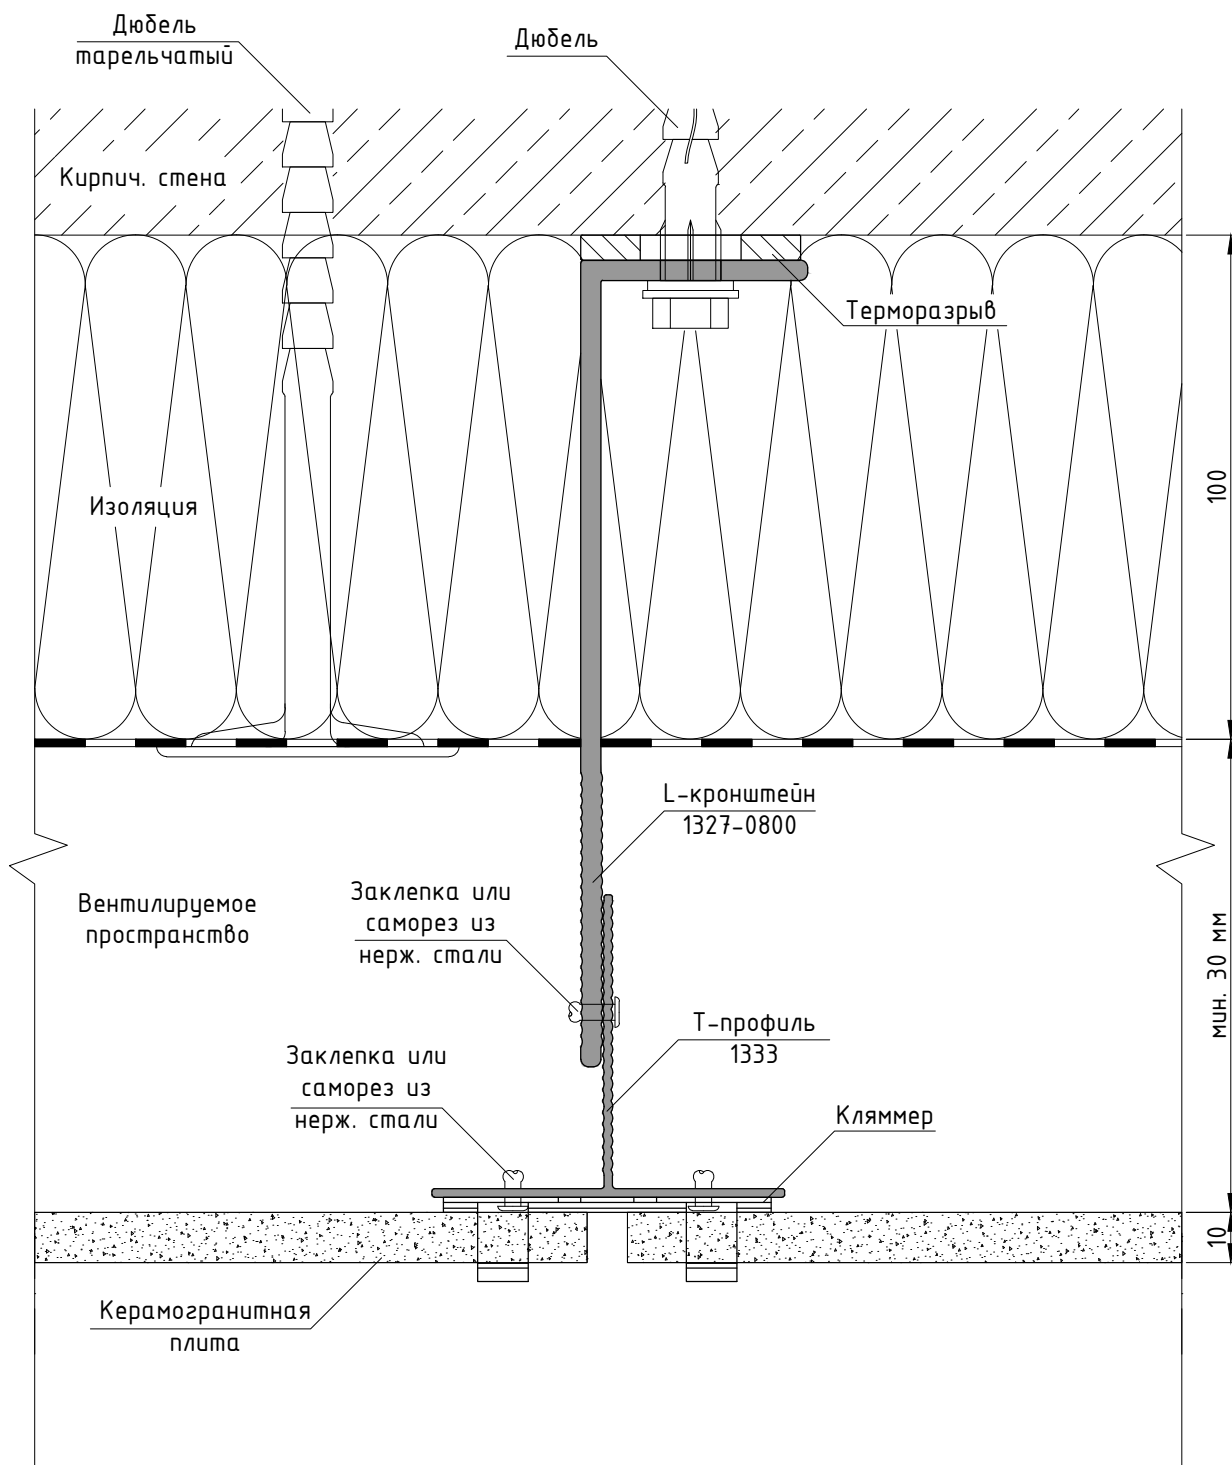 Дюбель
тарельчатый
Дюбель
Кирпич. стена
Терморазрыв
Изоляция
100
L-кронштейн
1327-0800
Заклепка или
саморез из
нерж. стали
Вентилируемое
пространство
мин. 30 мм
Т-профиль
1333
Заклепка или
саморез из
нерж. стали
Кляммер
10
Керамогранитная
плита